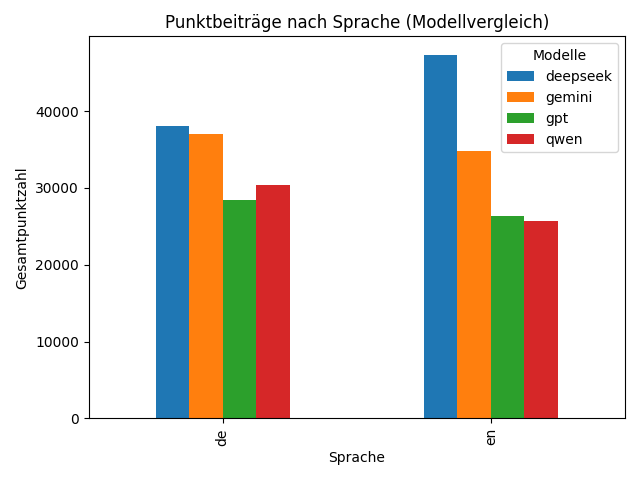 Punktbeiträge nach Sprache (Modellvergleich)
Modelle
deepseek
gemini
gpt
qwen
Gesamtpunktzahl
40000
30000
20000
10000
0
de
en
Sprache